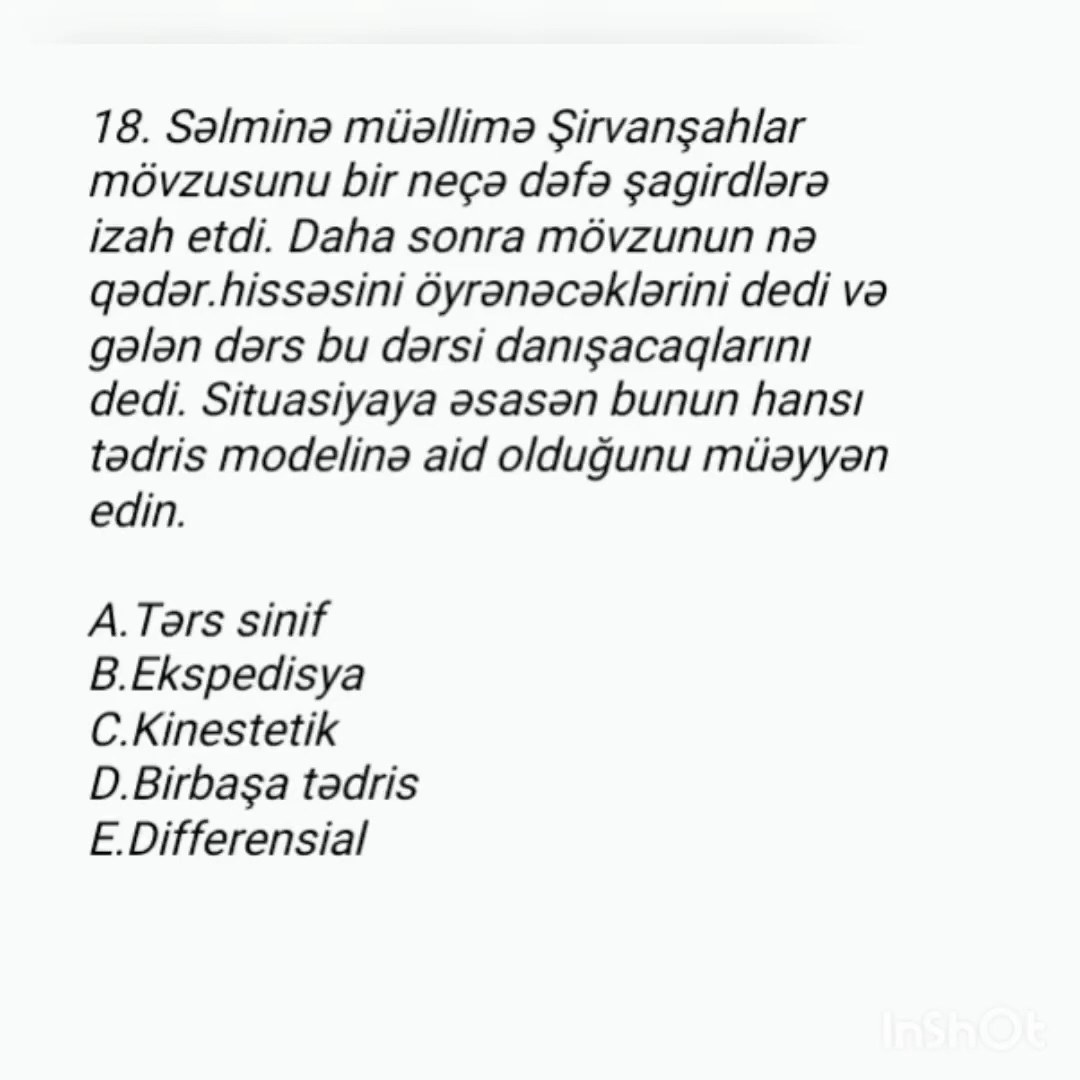 18. Səlminə müəllimə Şirvanşahlar
mövzusunu bir neçə dəfə şagirdlərə
izah etdi. Daha sonra mövzunun nə
qədər.hissəsini öyrənəcəklərini dedi və
gələn dərs bu dərsi danışacaqlarını
dedi. Situasiyaya əsasən bunun hansı
tədris modelinə aid olduğunu müəyyən
edin.
A.Tərs sinif
B.Ekspedisya
C.Kinestetik
D.Birbaşa tədris
E.Differensial
InShOt